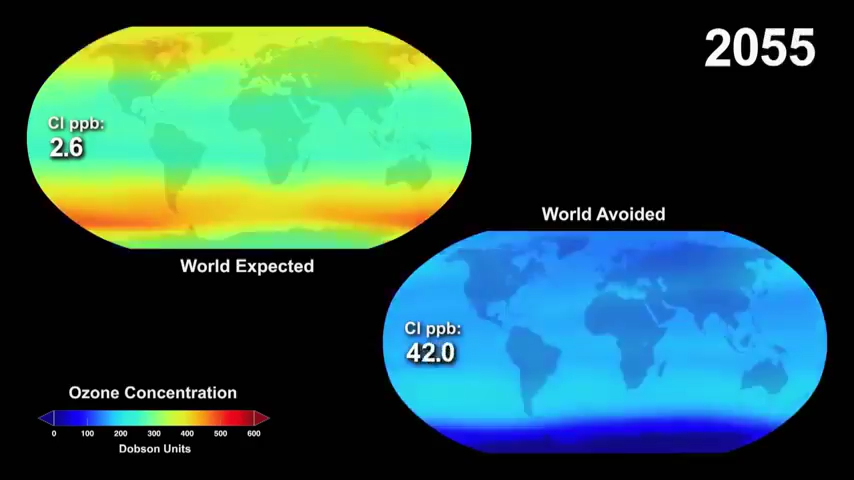 2055
Cl ppb:
2.6
World Expected
World Avoided
Cl ppb:
42.0
Ozone Concentration
0 100 200 300 400 500 600
Dobson Units